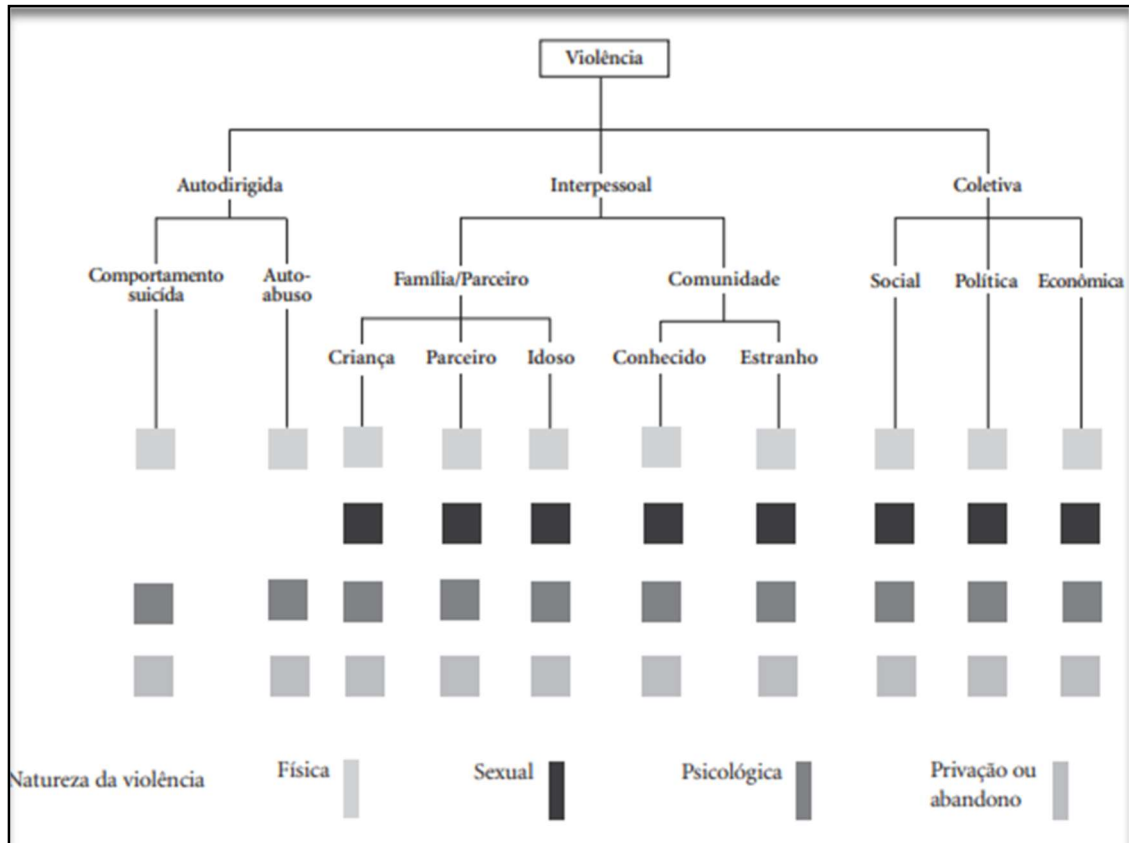 Violência
Autodirigida
Interpessoal
Coletiva
Comportamento
suicída
Auto-
abuso
Família/Parceiro
Comunidade
Social
Política
Econômica
Criança
Parceiro
Idoso
Conhecido
Estranho
Natureza da violência
Física
Sexual
Psicológica
Privação ou
abandono